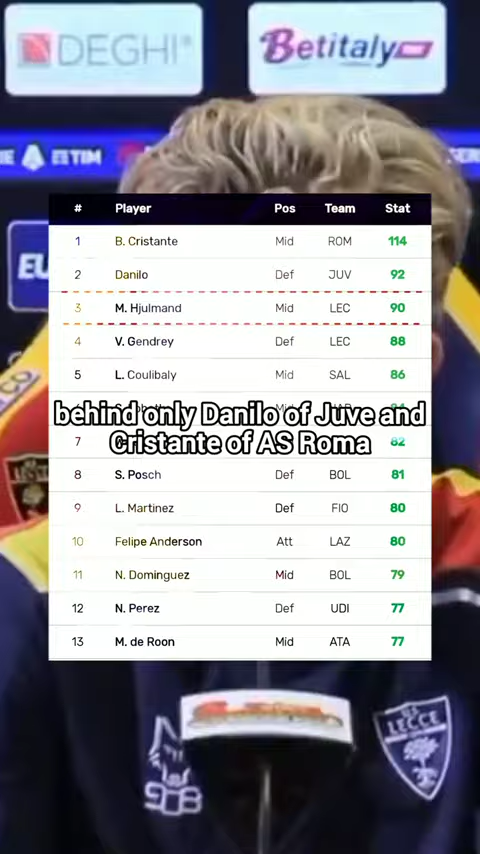 DEGHI
Betitaly
TIM
EU
# Player Pos Team Stat
1 B. Cristante Mid ROM 114
2 Danilo Def JUV 92
3 M. Hjulmand Mid LEC 90
4 V. Gendrey Def LEC 88
5 L. Coulibaly Mid SAL 86
behind only Danilo of Juve and
Cristante of AS Roma
7 82
8 S. Posch Def BOL 81
9 L. Martinez Def FIO 80
10 Felipe Anderson Att LAZ 80
11 N. Dominguez Mid BOL 79
12 N. Perez Def UDI 77
13 M. de Roon Mid ATA 77
LECCE